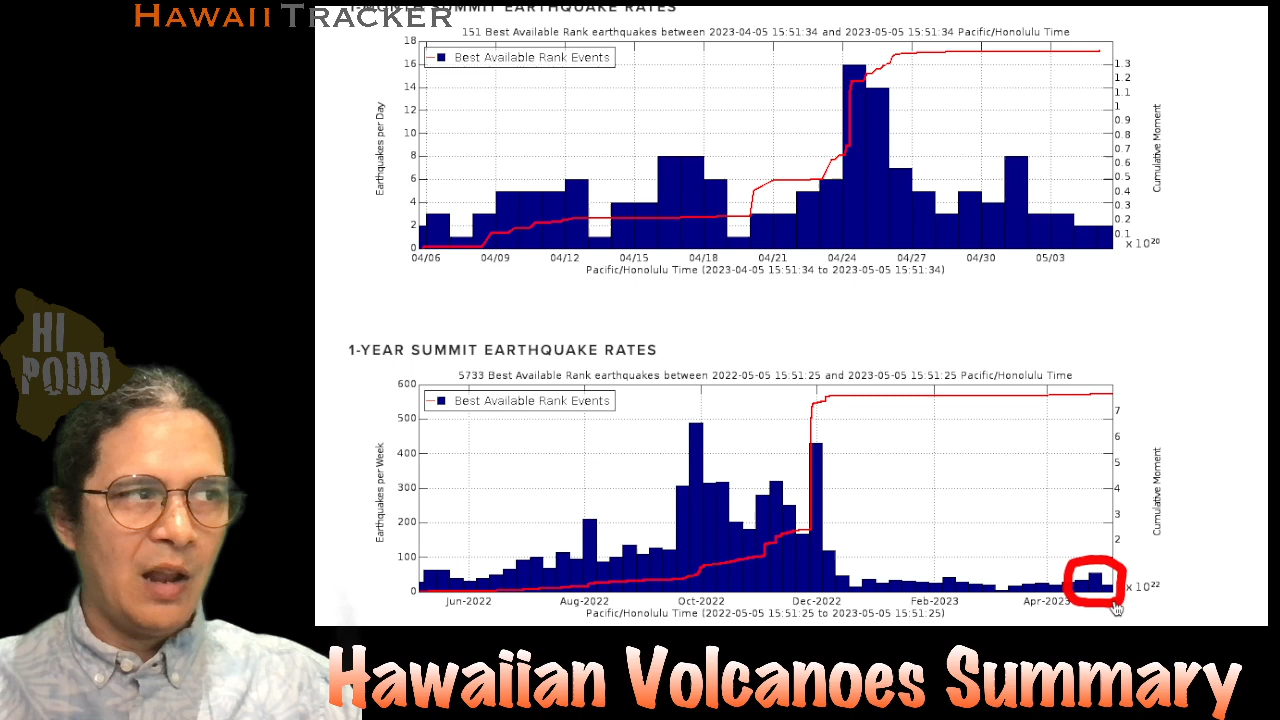 HAWAII TRACKER
1-MONTH SUMMIT EARTHQUAKE RATES
151 Best Available Rank earthquakes between 2023-04-05 15:51:34 and 2023-05-05 15:51:34 Pacific/Honolulu Time
Best Available Rank Events
Earthquakes per Day
18
16
14
12
10
8
6
4
2
0
1.3
1.2
1.1
1
0.9
0.8
0.7
0.6
0.5
0.4
0.3
0.2
0.1
x 10^20
Cumulative Moment
04/06 04/09 04/12 04/15 04/18 04/21 04/24 04/27 04/30 05/03
Pacific/Honolulu Time (2023-04-05 15:51:34 to 2023-05-05 15:51:34)
HI
PODD
1-YEAR SUMMIT EARTHQUAKE RATES
5733 Best Available Rank earthquakes between 2022-05-05 15:51:25 and 2023-05-05 15:51:25 Pacific/Honolulu Time
Best Available Rank Events
Earthquakes per Week
600
500
400
300
200
100
0
7
6
5
4
3
2
x 10^22
Cumulative Moment
Jun-2022 Aug-2022 Oct-2022 Dec-2022 Feb-2023 Apr-2023
Pacific/Honolulu Time (2022-05-05 15:51:25 to 2023-05-05 15:51:25)
Hawaiian Volcanoes Summary